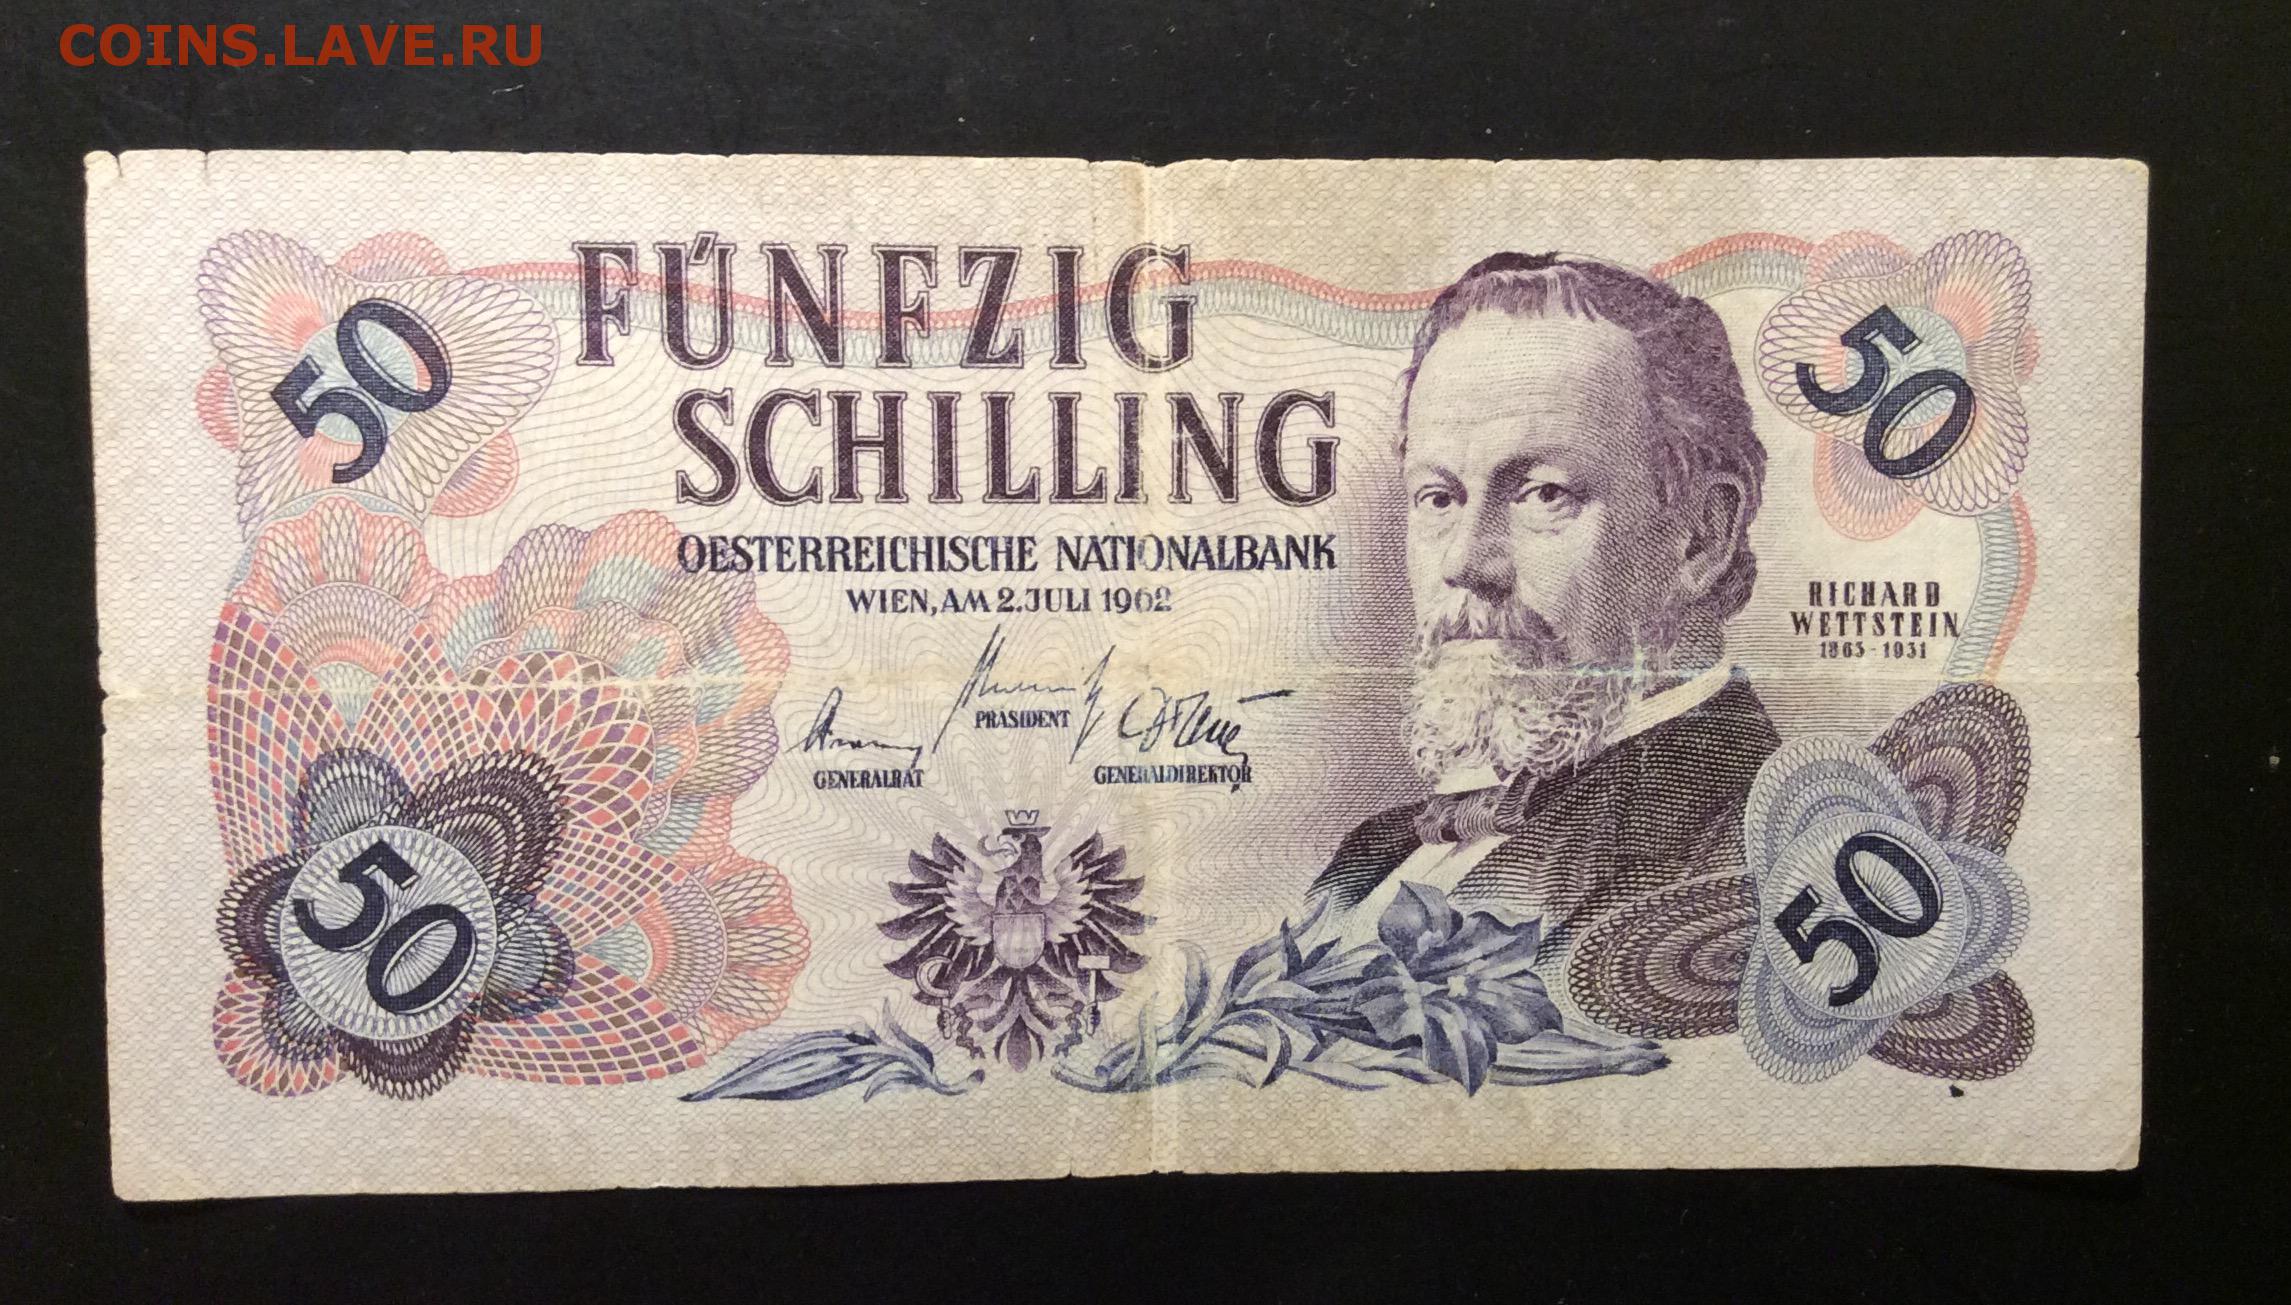 COINS.LAVE.RU
FÜNFZIG
SCHILLING
50
50
OESTERREICHISCHE NATIONALBANK
WIEN, AM 2. JULI 1962
RICHARD
WETTSTEIN
1863-1931
PRÄSIDENT
GENERALRAT
GENERALDIREKTOR
50
50